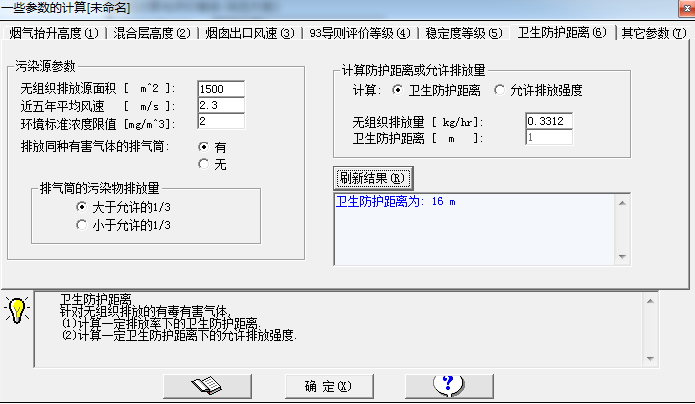 一些参数的计算[未命名]
烟气抬升高度(1) 混合层高度(2) 烟囱出口风速(3) 93导则评价等级(4) 稳定度等级(5) 卫生防护距离(6) 其它参数(7)
污染源参数
无组织排放源面积 [ m^2 ]: 1500
近五年平均风速 [ m/s ]: 2.3
环境标准浓度限值 [mg/m^3]: 2
排放同种有害气体的排气筒: 有
无
排气筒的污染物排放量
大于允许的1/3
小于允许的1/3
计算防护距离或允许排放量
计算: 卫生防护距离 允许排放强度
无组织排放量 [ kg/hr]: 0.3312
卫生防护距离 [ m ]: 1
刷新结果(R)
卫生防护距离为: 16 m
卫生防护距离
针对无组织排放的有毒有害气体,
(1)计算一定排放率下的卫生防护距离.
(2)计算一定卫生防护距离下的允许排放强度.
确 定(X)
?